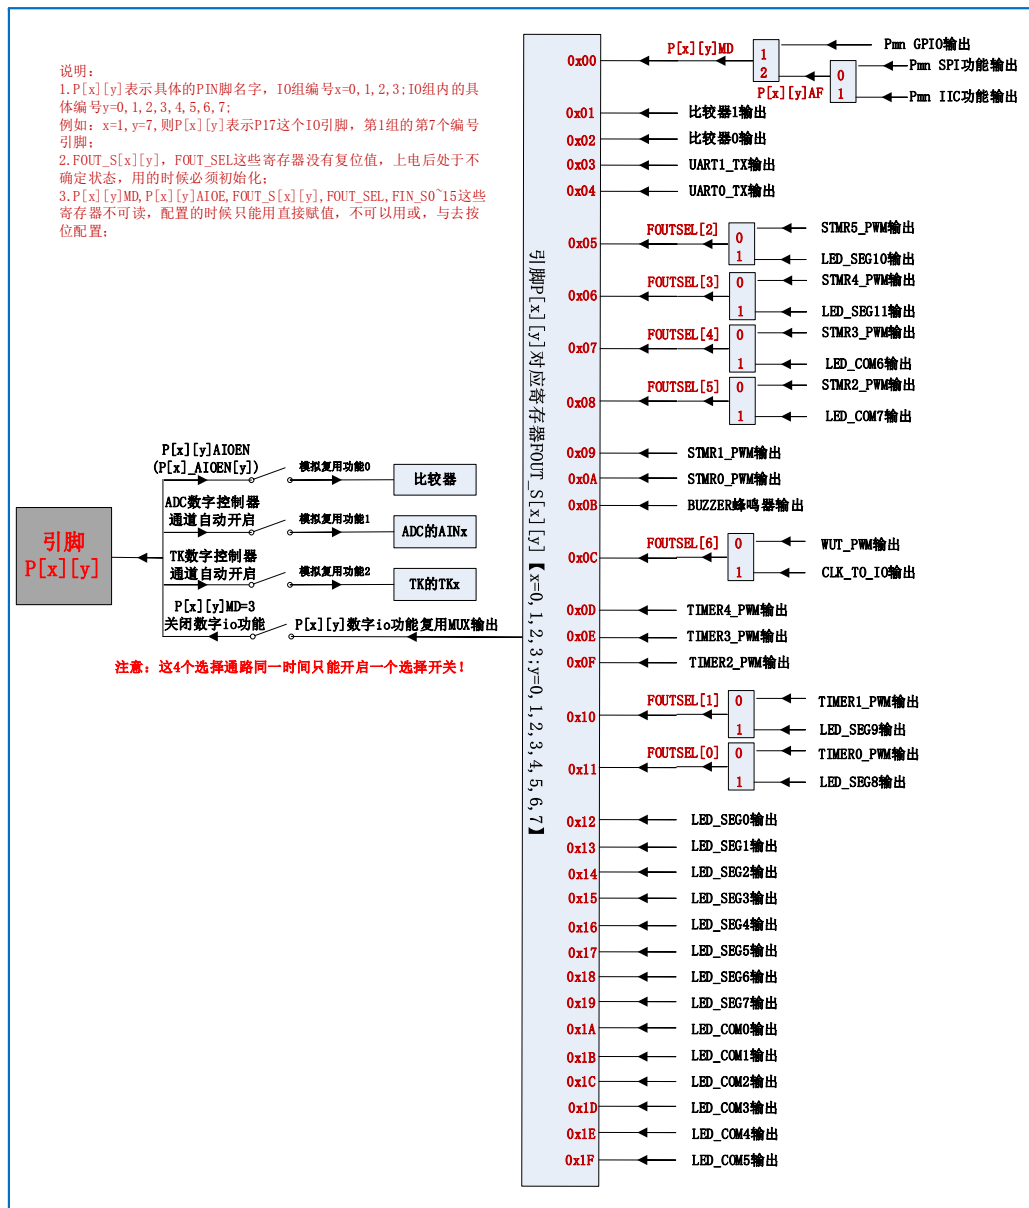 说明：
1.P[x][y]表示具体的PIN脚名字，IO组编号x=0,1,2,3;IO组内的具
体编号y=0,1,2,3,4,5,6,7;
例如：x=1,y=7,则P[x][y]表示P17这个IO引脚，第1组的第7个编号
引脚；
2.FOUT_S[x][y]，FOUT_SEL这些寄存器没有复位值，上电后处于不
确定状态，用的时候必须初始化；
3.P[x][y]MD,P[x][y]AIOE,FOUT_S[x][y],FOUT_SEL,FIN_S0~15这些
寄存器不可读，配置的时候只能用直接赋值，不可以用或，与去按
位配置；
引脚
P[x][y]
P[x][y]AIOEN
(P[x]_AIOEN[y])
模拟复用功能0
比较器
ADC数字控制器
通道自动开启
模拟复用功能1
ADC的AINx
TK数字控制器
通道自动开启
模拟复用功能2
TK的TKx
P[x][y]MD=3
关闭数字io功能
P[x][y]数字io功能复用MUX输出
注意：这4个选择通路同一时间只能开启一个选择开关！
引脚P[x][y]对应寄存器FOUT_S[x][y]【x=0,1,2,3;y=0,1,2,3,4,5,6,7】
0x00
P[x][y]MD
1
2
Pmn GPIO输出
P[x][y]AF
0
1
Pmn SPI功能输出
Pmn IIC功能输出
0x01
比较器1输出
0x02
比较器0输出
0x03
UART1_TX输出
0x04
UART0_TX输出
0x05
FOUTSEL[2]
0
1
STMR5_PWM输出
LED_SEG10输出
0x06
FOUTSEL[3]
0
1
STMR4_PWM输出
LED_SEG11输出
0x07
FOUTSEL[4]
0
1
STMR3_PWM输出
LED_COM6输出
0x08
FOUTSEL[5]
0
1
STMR2_PWM输出
LED_COM7输出
0x09
STMR1_PWM输出
0x0A
STMR0_PWM输出
0x0B
BUZZER蜂鸣器输出
0x0C
FOUTSEL[6]
0
1
WUT_PWM输出
CLK_TO_IO输出
0x0D
TIMER4_PWM输出
0x0E
TIMER3_PWM输出
0x0F
TIMER2_PWM输出
0x10
FOUTSEL[1]
0
1
TIMER1_PWM输出
LED_SEG9输出
0x11
FOUTSEL[0]
0
1
TIMER0_PWM输出
LED_SEG8输出
0x12
LED_SEG0输出
0x13
LED_SEG1输出
0x14
LED_SEG2输出
0x15
LED_SEG3输出
0x16
LED_SEG4输出
0x17
LED_SEG5输出
0x18
LED_SEG6输出
0x19
LED_SEG7输出
0x1A
LED_COM0输出
0x1B
LED_COM1输出
0x1C
LED_COM2输出
0x1D
LED_COM3输出
0x1E
LED_COM4输出
0x1F
LED_COM5输出